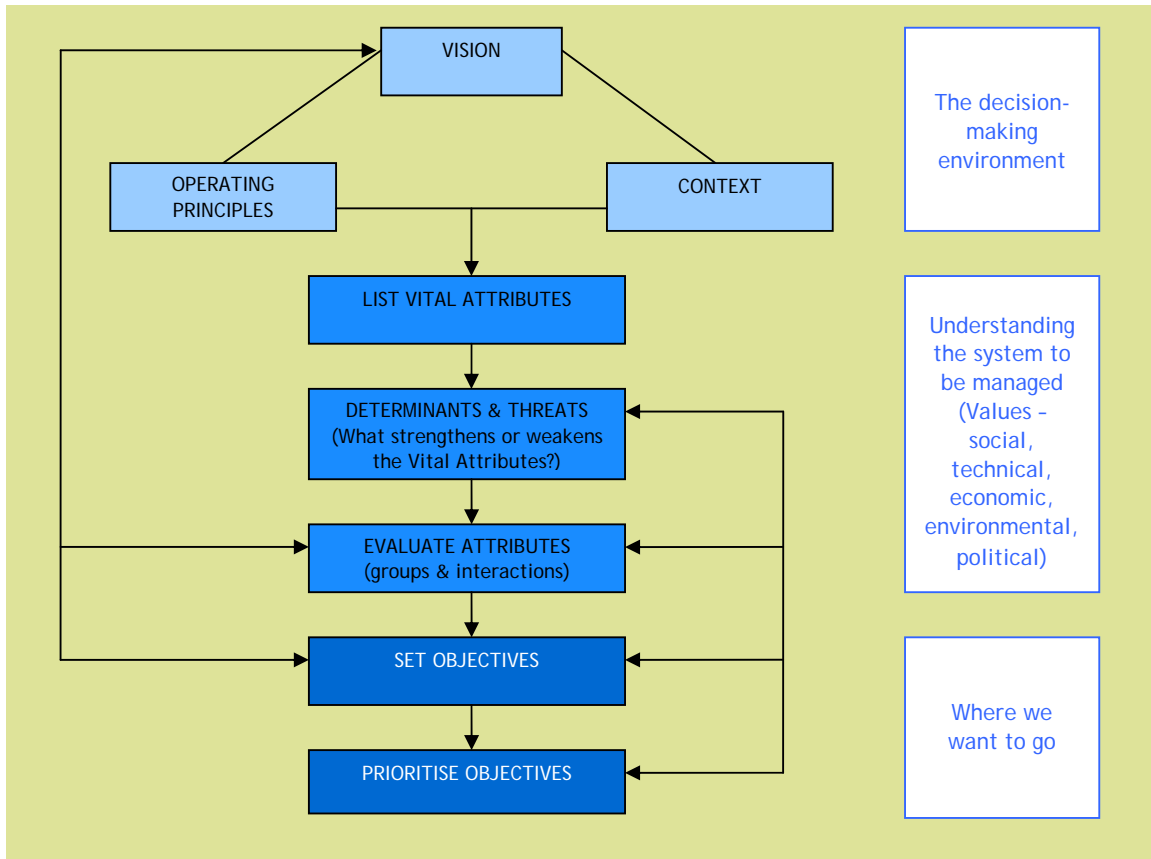 VISION
The decision-
making
environment
OPERATING
PRINCIPLES
CONTEXT
LIST VITAL ATTRIBUTES
DETERMINANTS & THREATS
(What strengthens or weakens
the Vital Attributes?)
EVALUATE ATTRIBUTES
(groups & interactions)
Understanding
the system to
be managed
(Values –
social,
technical,
economic,
environmental,
political)
SET OBJECTIVES
PRIORITISE OBJECTIVES
Where we
want to go